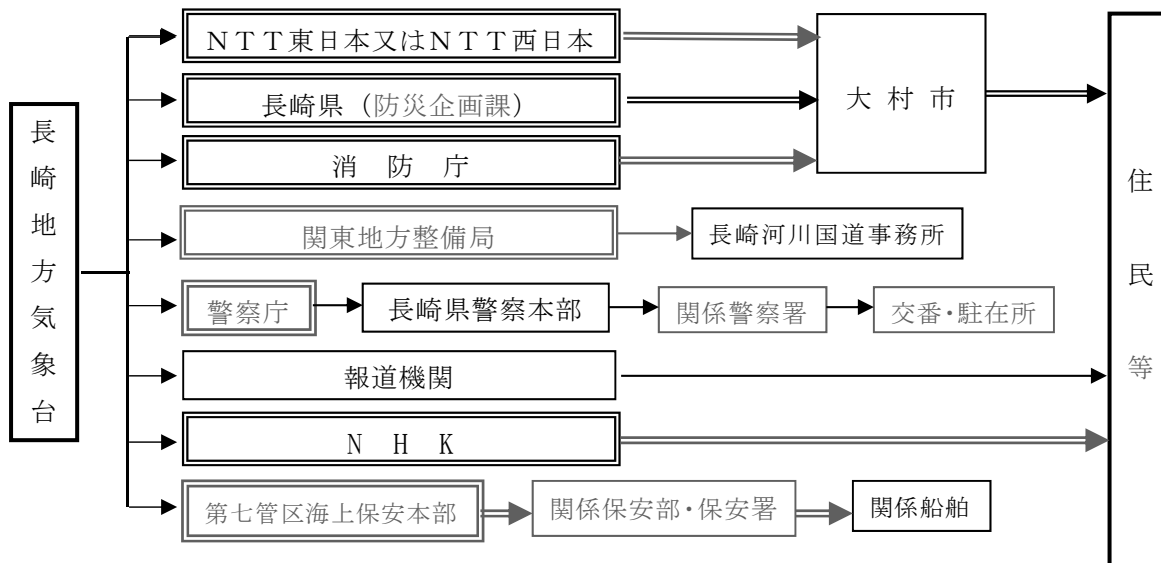 長崎地方気象台
NTT東日本又はNTT西日本
長崎県(防災企画課)
消防庁
大村市
関東地方整備局
長崎河川国道事務所
警察庁
長崎県警察本部
関係警察署
交番・駐在所
報道機関
NHK
第七管区海上保安本部
関係保安部・保安署
関係船舶
住民等